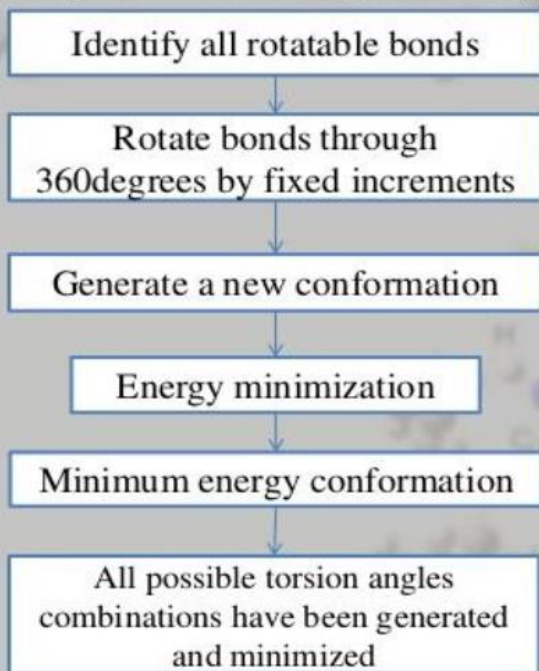 Identify all rotatable bonds
Rotate bonds through
360degrees by fixed increments
Generate a new conformation
Energy minimization
Minimum energy conformation
All possible torsion angles
combinations have been generated
and minimized